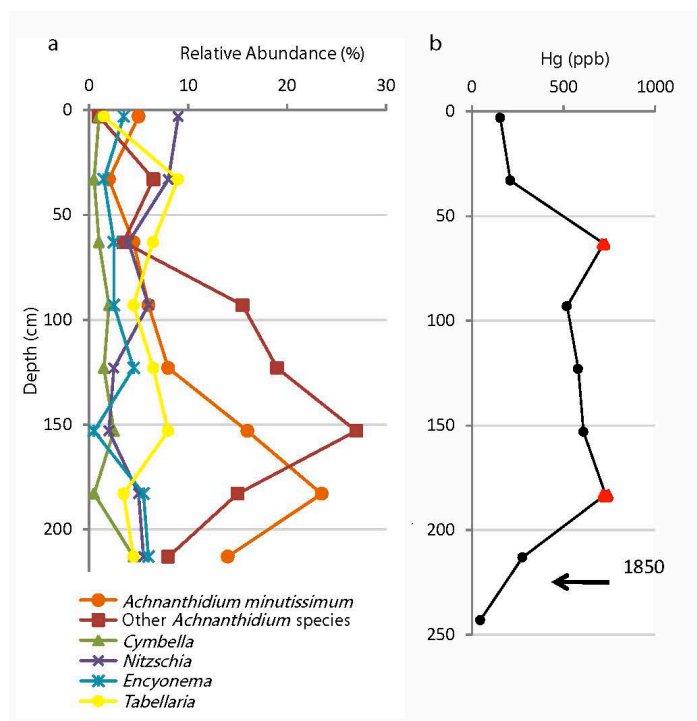 a
Relative Abundance (%)
0 10 20 30
0
50
100
150
200
Depth (cm)
Achnanthidium minutissimum
Other Achnanthidium species
Cymbella
Nitzschia
Encyonema
Tabellaria
b
Hg (ppb)
0 500 1000
0
50
100
150
200
250
1850